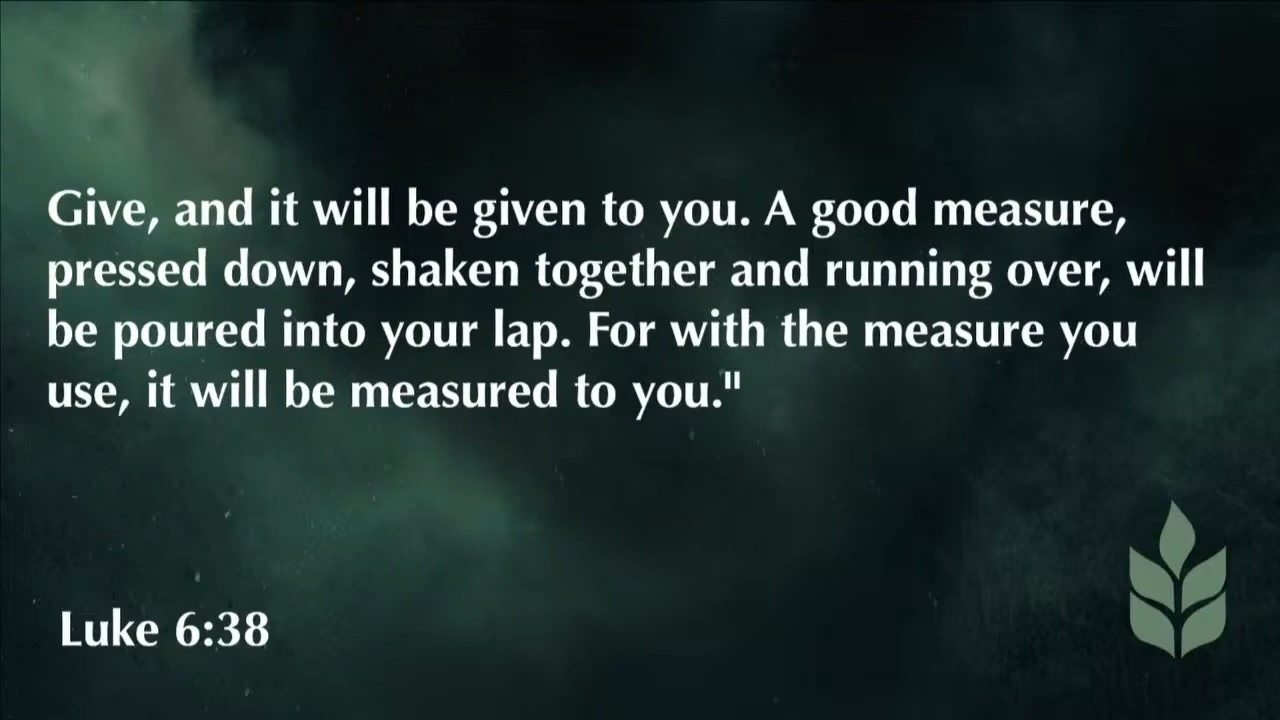 Give, and it will be given to you. A good measure,
pressed down, shaken together and running over, will
be poured into your lap. For with the measure you
use, it will be measured to you."
Luke 6:38